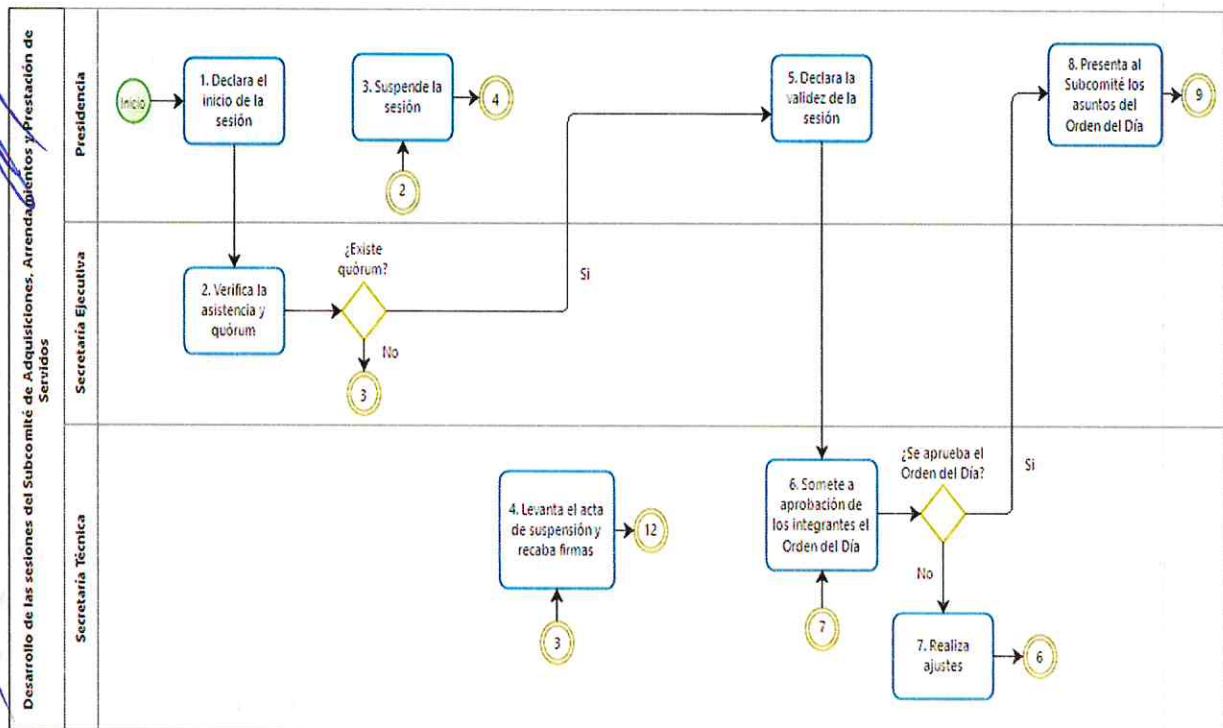 Desarrollo de las sesiones del Subcomité de Adquisiciones, Arrendamientos y Prestación de
Servidos
Presidencia
Inicio
1. Declara el
inicio de la
sesión
3. Suspende la
sesión
4
2
5. Declara la
validez de la
sesión
8. Presenta al
Subcomité los
asuntos del
Orden del Día
9
Secretaría Ejecutiva
2. Verifica la
asistencia y
quórum
¿Existe
quórum?
Si
No
3
Secretaría Técnica
4. Levanta el acta
de suspensión y
recaba firmas
12
3
6. Somete a
aprobación de
los integrantes el
Orden del Día
7
¿Se aprueba el
Orden del Día?
Si
No
7. Realiza
ajustes
6